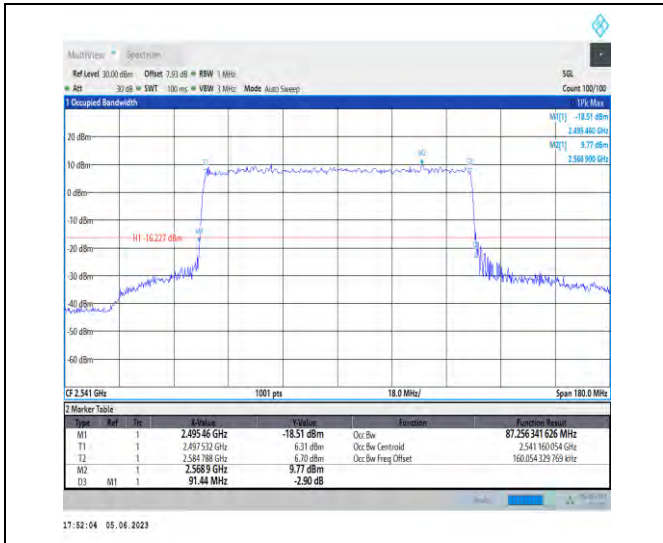 MultiView Spectrum
Ref Level 30.00 dBm Offset 7.93 dB RBW 1 MHz SGL
Att 30 dB SWT 100 ms VBW 3 MHz Mode Auto Sweep Count 100/100
1 Occupied Bandwidth 1Pk Max
M1[1] -18.51 dBm
2.495 460 GHz
M2[1] 9.77 dBm
2.568 900 GHz
20 dBm
10 dBm
0 dBm
-10 dBm
H1 -16.227 dBm
-20 dBm
-30 dBm
-40 dBm
-50 dBm
-60 dBm
M1
T1
M2
CF 2.541 GHz 1001 pts 18.0 MHz/ Span 180.0 MHz
2 Marker Table
Type Ref Trc X-Value Y-Value Function Function Result
M1 1 2.495 46 GHz -18.51 dBm Occ Bw 87.256 341 626 MHz
T1 1 2.497 532 GHz 6.31 dBm Occ Bw Centroid 2.541 160 054 GHz
T2 1 2.584 788 GHz 6.70 dBm Occ Bw Freq Offset 160.054 329 769 kHz
M2 1 2.568 9 GHz 9.77 dBm
D3 M1 1 91.44 MHz -2.90 dB
17:52:04 05.06.2023